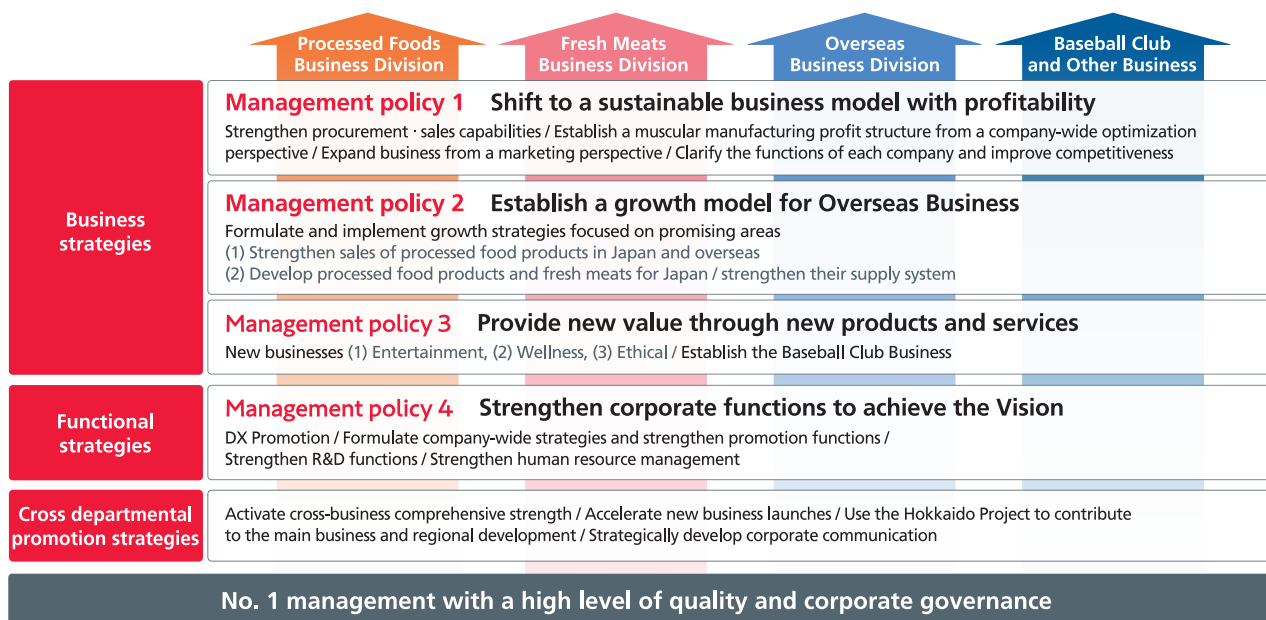 Processed Foods
Business Division
Fresh Meats
Business Division
Overseas
Business Division
Baseball Club
and Other Business
Business
strategies
Management policy 1 Shift to a sustainable business model with profitability
Strengthen procurement · sales capabilities / Establish a muscular manufacturing profit structure from a company-wide optimization
perspective / Expand business from a marketing perspective / Clarify the functions of each company and improve competitiveness
Management policy 2 Establish a growth model for Overseas Business
Formulate and implement growth strategies focused on promising areas
(1) Strengthen sales of processed food products in Japan and overseas
(2) Develop processed food products and fresh meats for Japan / strengthen their supply system
Management policy 3 Provide new value through new products and services
New businesses (1) Entertainment, (2) Wellness, (3) Ethical / Establish the Baseball Club Business
Functional
strategies
Management policy 4 Strengthen corporate functions to achieve the Vision
DX Promotion / Formulate company-wide strategies and strengthen promotion functions /
Strengthen R&D functions / Strengthen human resource management
Cross departmental
promotion strategies
Activate cross-business comprehensive strength / Accelerate new business launches / Use the Hokkaido Project to contribute
to the main business and regional development / Strategically develop corporate communication
No. 1 management with a high level of quality and corporate governance